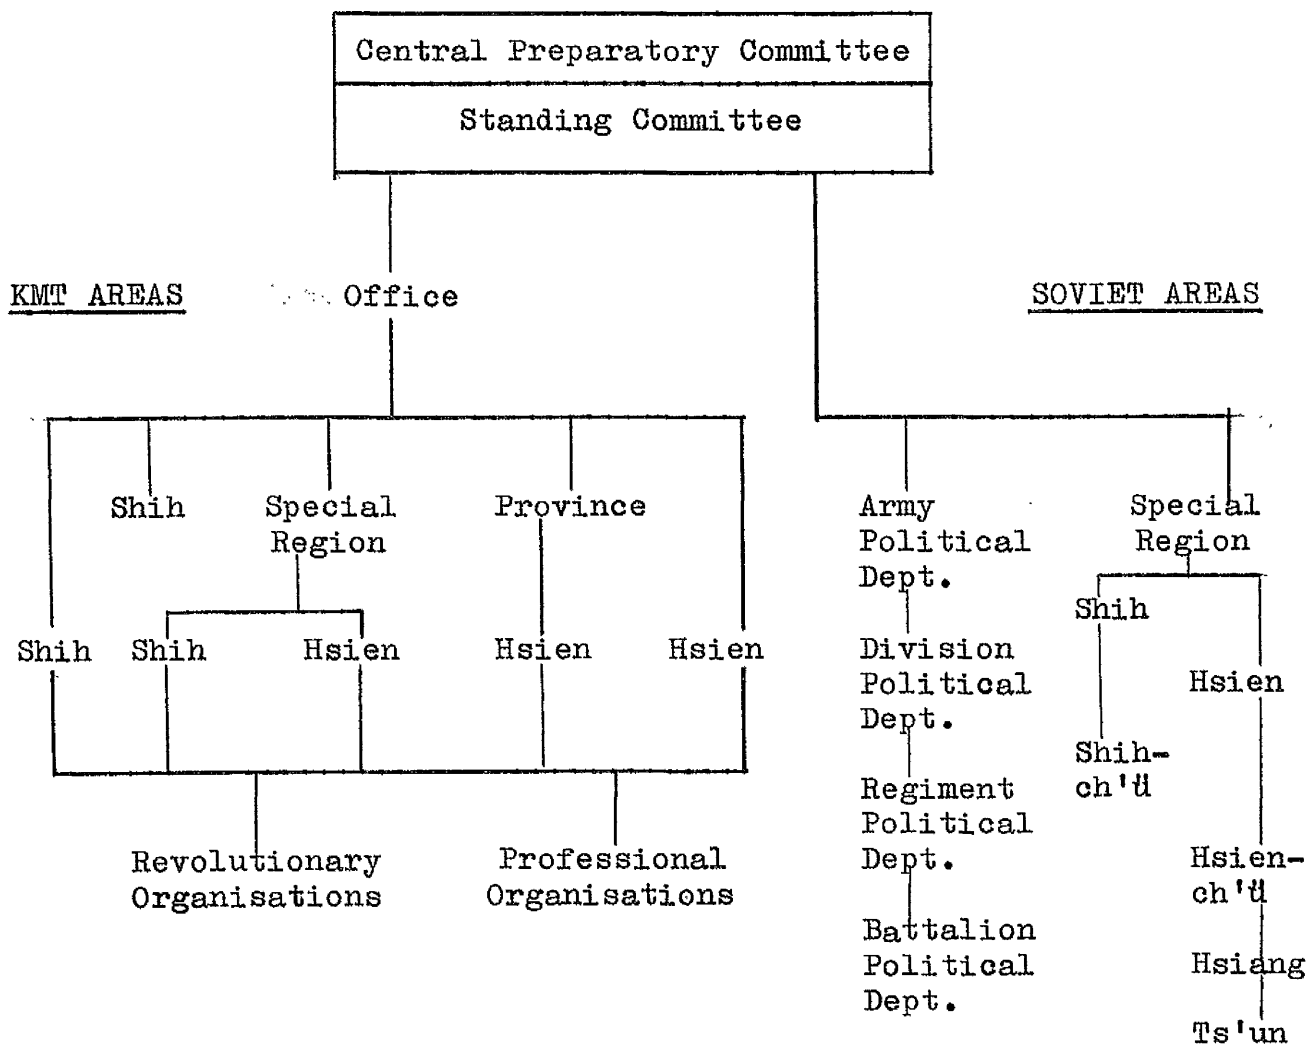 Central Preparatory Committee
Standing Committee
KMT AREAS
Office
SOVIET AREAS
Shih
Special
Region
Province
Shih
Shih
Hsien
Hsien
Hsien
Revolutionary
Organisations
Professional
Organisations
Army
Political
Dept.
Division
Political
Dept.
Regiment
Political
Dept.
Battalion
Political
Dept.
Special
Region
Shih
Hsien
Shih-
ch'ü
Hsien-
ch'ü
Hsiang
Ts'un